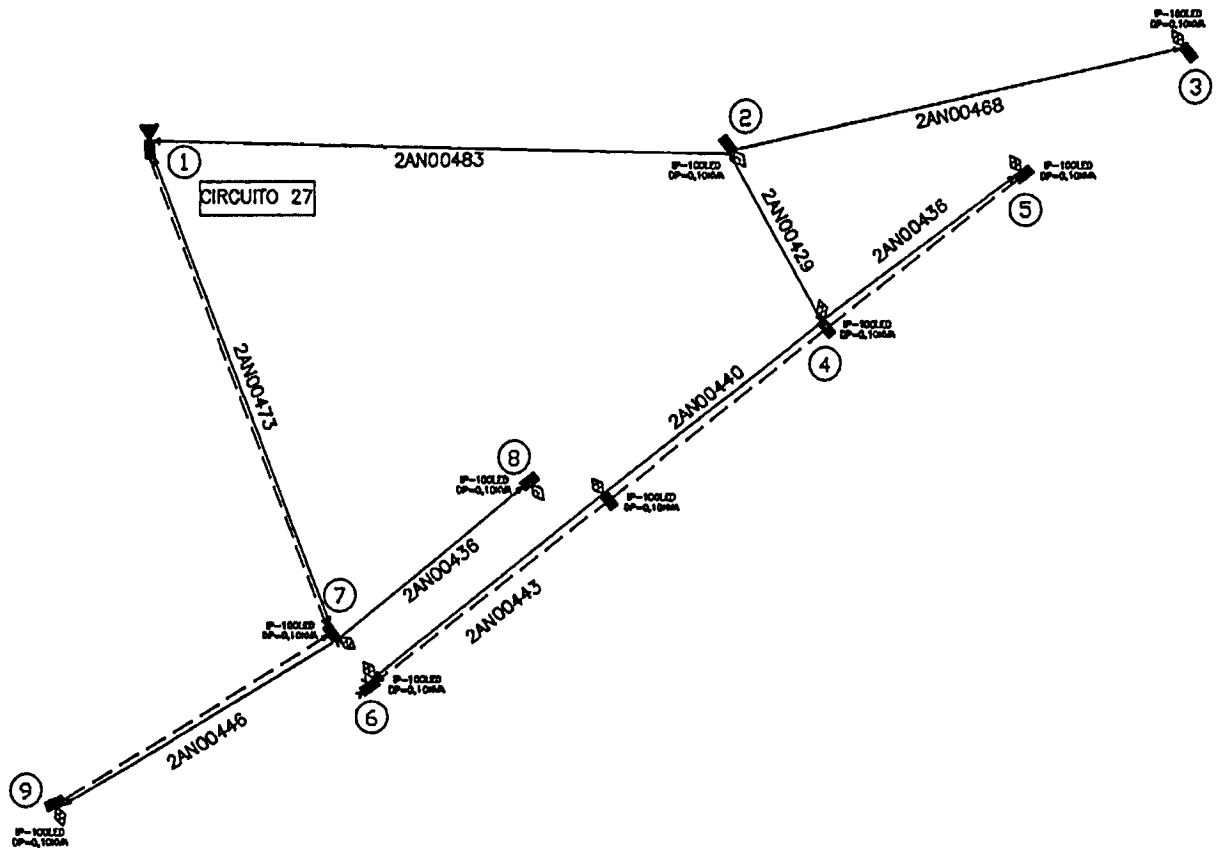 IP-100LED
DP=0,10KVA
3
2
1
2AN00483
2AN00468
CIRCUITO 27
IP-100LED
DP=0,10KVA
IP-100LED
DP=0,10KVA
5
2AN00429
2AN00436
IP-100LED
DP=0,10KVA
4
2AN00473
2AN00440
8
IP-100LED
DP=0,10KVA
IP-100LED
DP=0,10KVA
2AN00436
7
2AN00443
IP-100LED
DP=0,10KVA
IP-100LED
DP=0,10KVA
6
2AN00446
9
IP-100LED
DP=0,10KVA